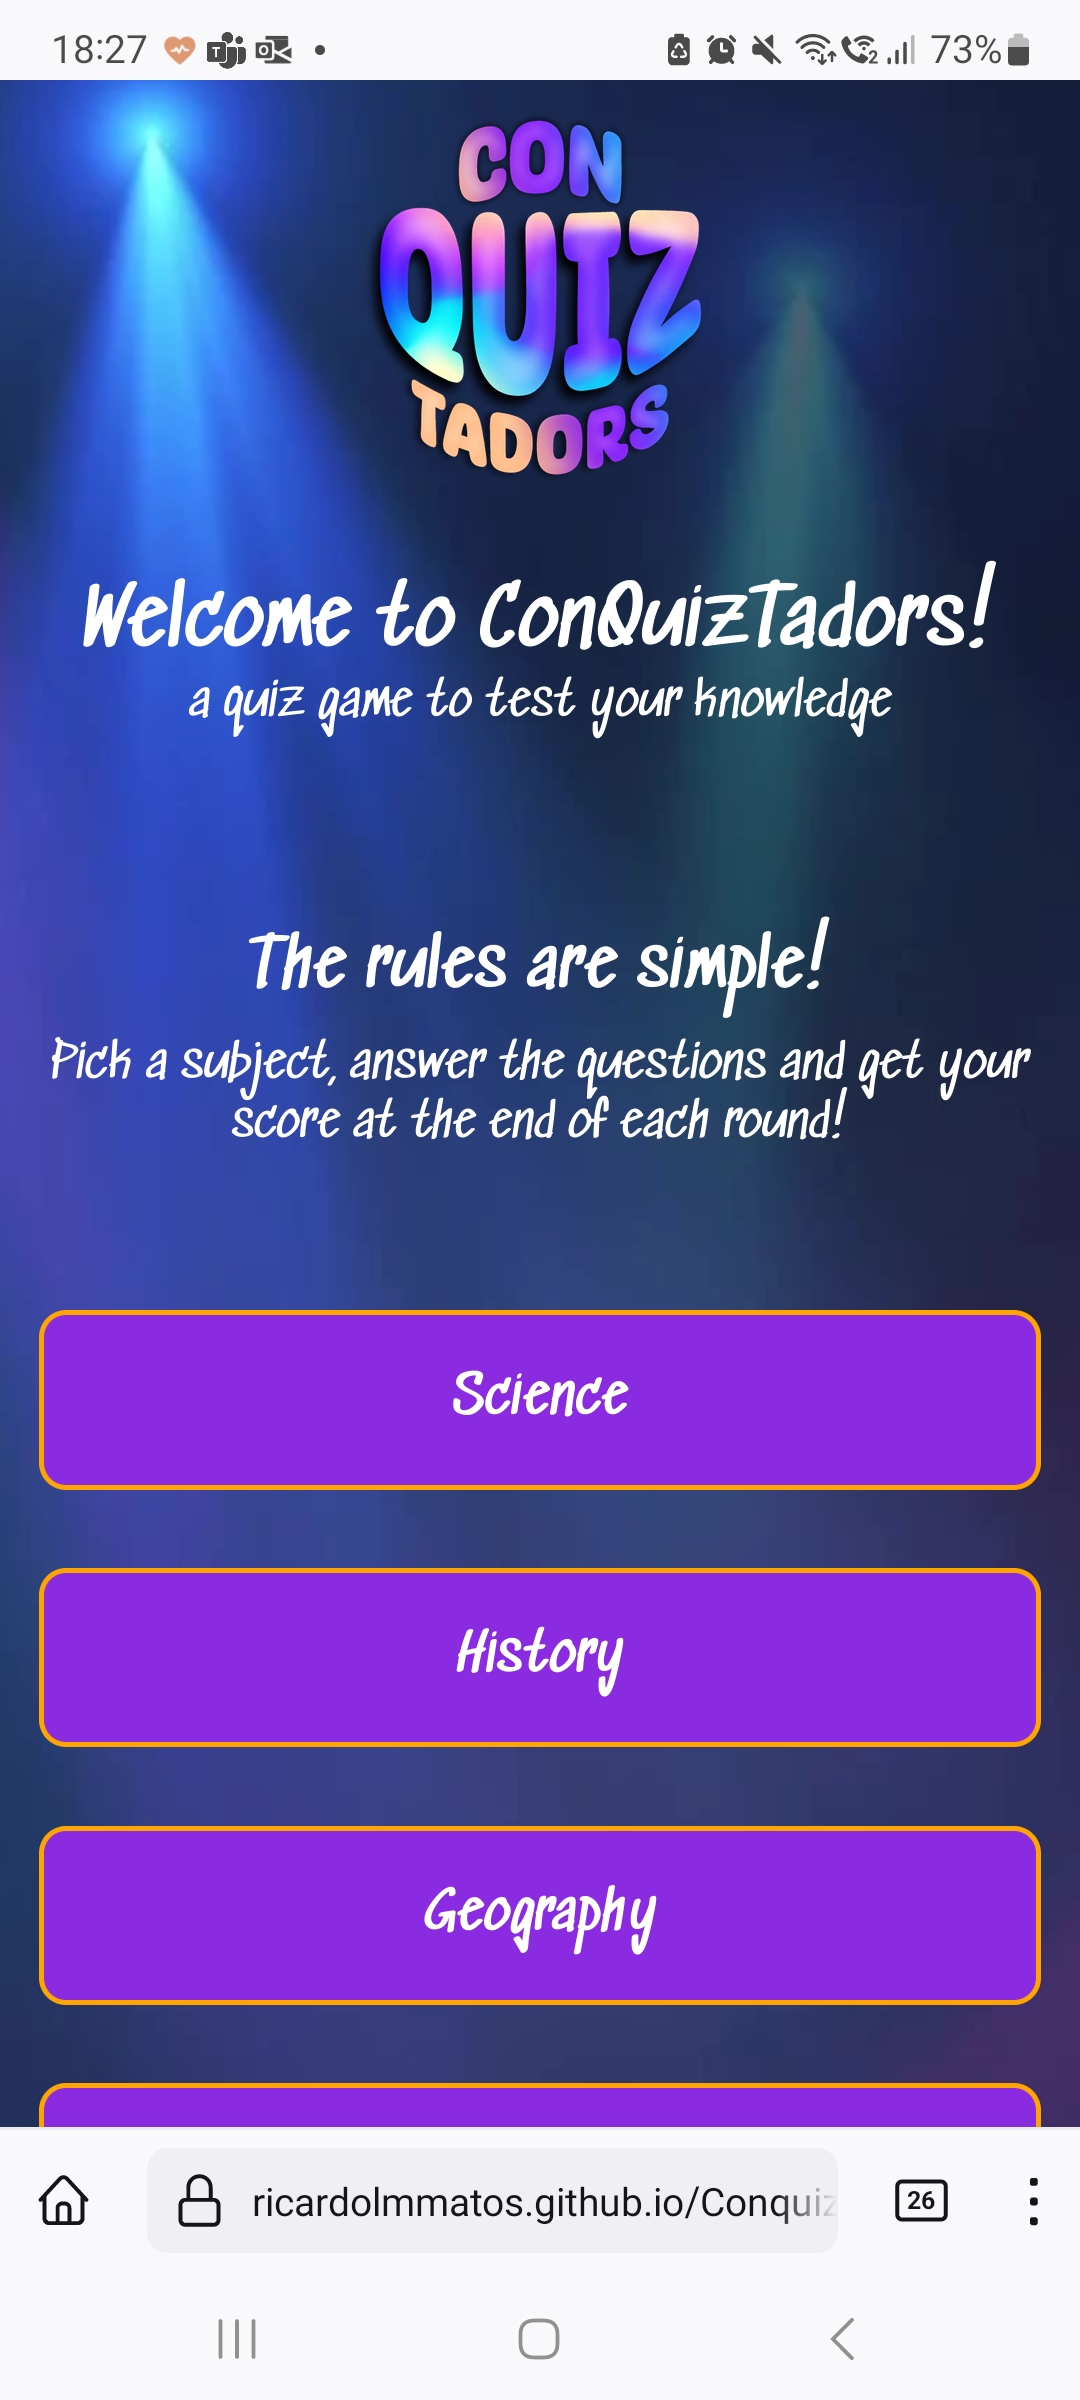 18:27
73%
CON
QUIZ
TADORS
Welcome to ConQuizTadors!
a quiz game to test your knowledge
The rules are simple!
Pick a subject, answer the questions and get your
score at the end of each round!
Science
History
Geography
ricardolmmatos.github.io/Conquiz
26